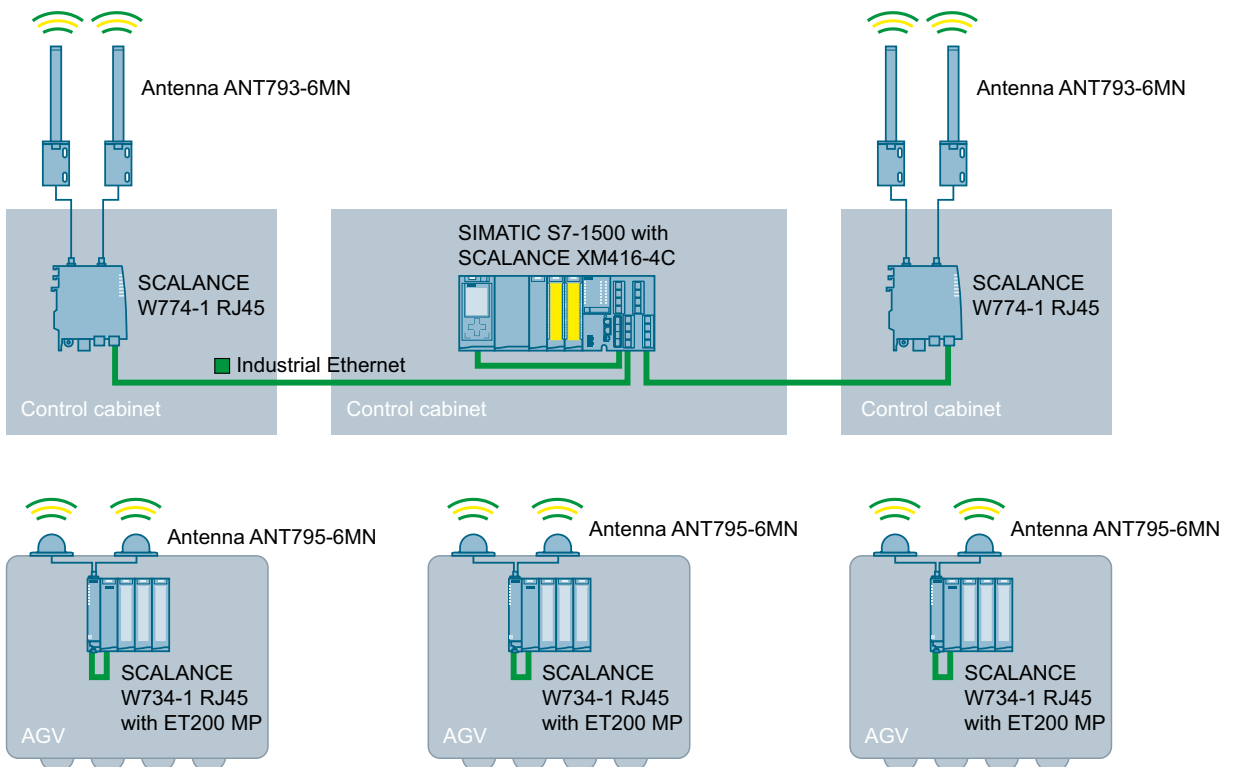 Antenna ANT793-6MN
Antenna ANT793-6MN
SIMATIC S7-1500 with
SCALANCE XM416-4C
SCALANCE
W774-1 RJ45
SCALANCE
W774-1 RJ45
Industrial Ethernet
Control cabinet
Control cabinet
Control cabinet
Antenna ANT795-6MN
Antenna ANT795-6MN
Antenna ANT795-6MN
SCALANCE
W734-1 RJ45
with ET200 MP
AGV
SCALANCE
W734-1 RJ45
with ET200 MP
AGV
SCALANCE
W734-1 RJ45
with ET200 MP
AGV